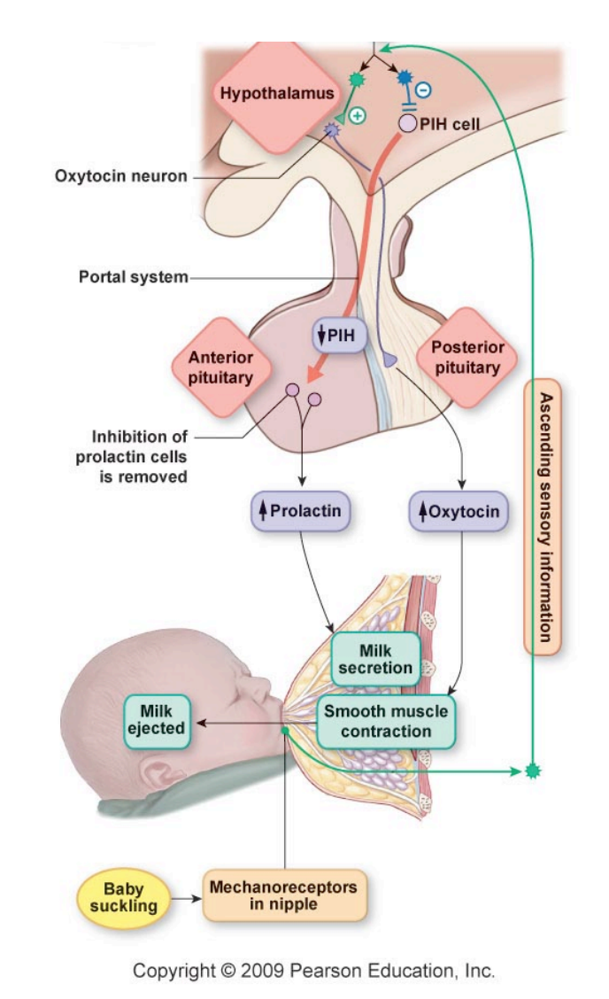 Hypothalamus
−
+
PIH cell
Oxytocin neuron
Portal system
PIH
Anterior
pituitary
Posterior
pituitary
Inhibition of
prolactin cells
is removed
Prolactin
Oxytocin
Ascending sensory information
Milk
secretion
Smooth muscle
contraction
Milk
ejected
Baby
suckling
Mechanoreceptors
in nipple
Copyright © 2009 Pearson Education, Inc.